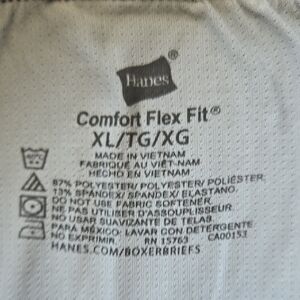 Hanes®
Comfort Flex Fit®
XL/TG/XG
MADE IN VIETNAM
FABRIQUÉ AU VIÊT-NAM
HECHO EN VIETNAM
87% POLYESTER/ POLYESTER/ POLIÉSTER.
13% SPANDEX/ SPANDEX/ ELASTANO.
DO NOT USE FABRIC SOFTENER.
NE PAS UTILISER D'ASSOUPLISSEUR.
NO USAR SUAVIZANTE DE TELAS.
PARA MÉXICO: LAVAR CON DETERGENTE
NO EXPRIMIR. RN 15763 CA00153
HANES.COM/BOXERBRIEFS